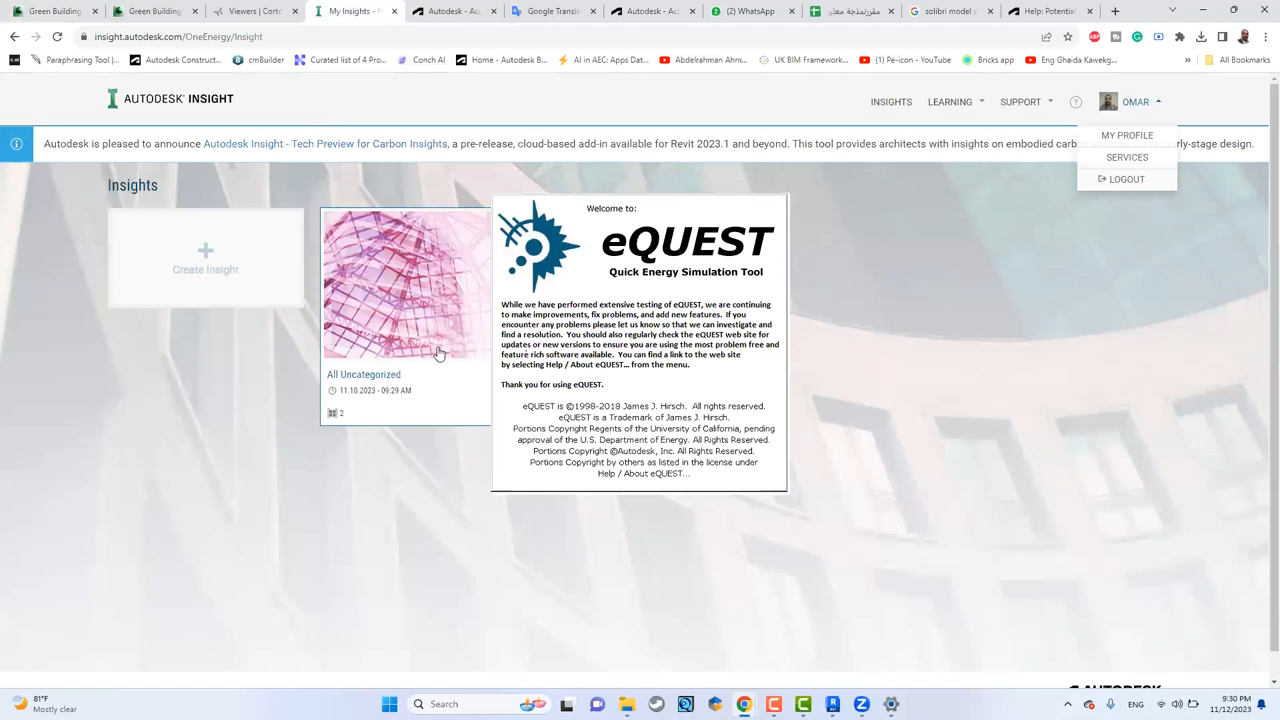 Green Building
Green Building
Viewers | Carto
My Insights - I
Autodesk - Acc
Google Transla
Autodesk - Acc
(2) WhatsApp
solibri model c
Help: Potential
insight.autodesk.com/OneEnergy/Insight
Paraphrasing Tool |...
Autodesk Construct...
cmBuilder
Curated list of 4 Pro...
Conch AI
Home - Autodesk B...
AI in AEC: Apps Dat...
Abdelrahman Ahm...
UK BIM Framework...
(1) Pe-icon - YouTube
Bricks app
Eng Ghaida Kawekg...
»
All Bookmarks
AUTODESK® INSIGHT
INSIGHTS
LEARNING
SUPPORT
OMAR
MY PROFILE
SERVICES
LOGOUT
Autodesk is pleased to announce Autodesk Insight - Tech Preview for Carbon Insights, a pre-release, cloud-based add-in available for Revit 2023.1 and beyond. This tool provides architects with insights on embodied carbon
early-stage design.
Insights
Create Insight
All Uncategorized
11.10.2023 - 09:29 AM
2
Welcome to:
eQUEST
Quick Energy Simulation Tool
While we have performed extensive testing of eQUEST, we are continuing
to make improvements, fix problems, and add new features. If you
encounter any problems please let us know so that we can investigate and
find a resolution. You should also regularly check the eQUEST web site for
updates or new versions to ensure you are using the most problem free and
feature rich software available. You can find a link to the web site
by selecting Help / About eQUEST... from the menu.
Thank you for using eQUEST.
eQUEST is ©1998-2018 James J. Hirsch. All rights reserved.
eQUEST is a Trademark of James J. Hirsch.
Portions Copyright Regents of the University of California, pending
approval of the U.S. Department of Energy. All Rights Reserved.
Portions Copyright ©Autodesk, Inc. All Rights Reserved.
Portions Copyright by others as listed in the license under
Help / About eQUEST...
81°F
Mostly clear
Search
ENG
9:30 PM
11/12/2023